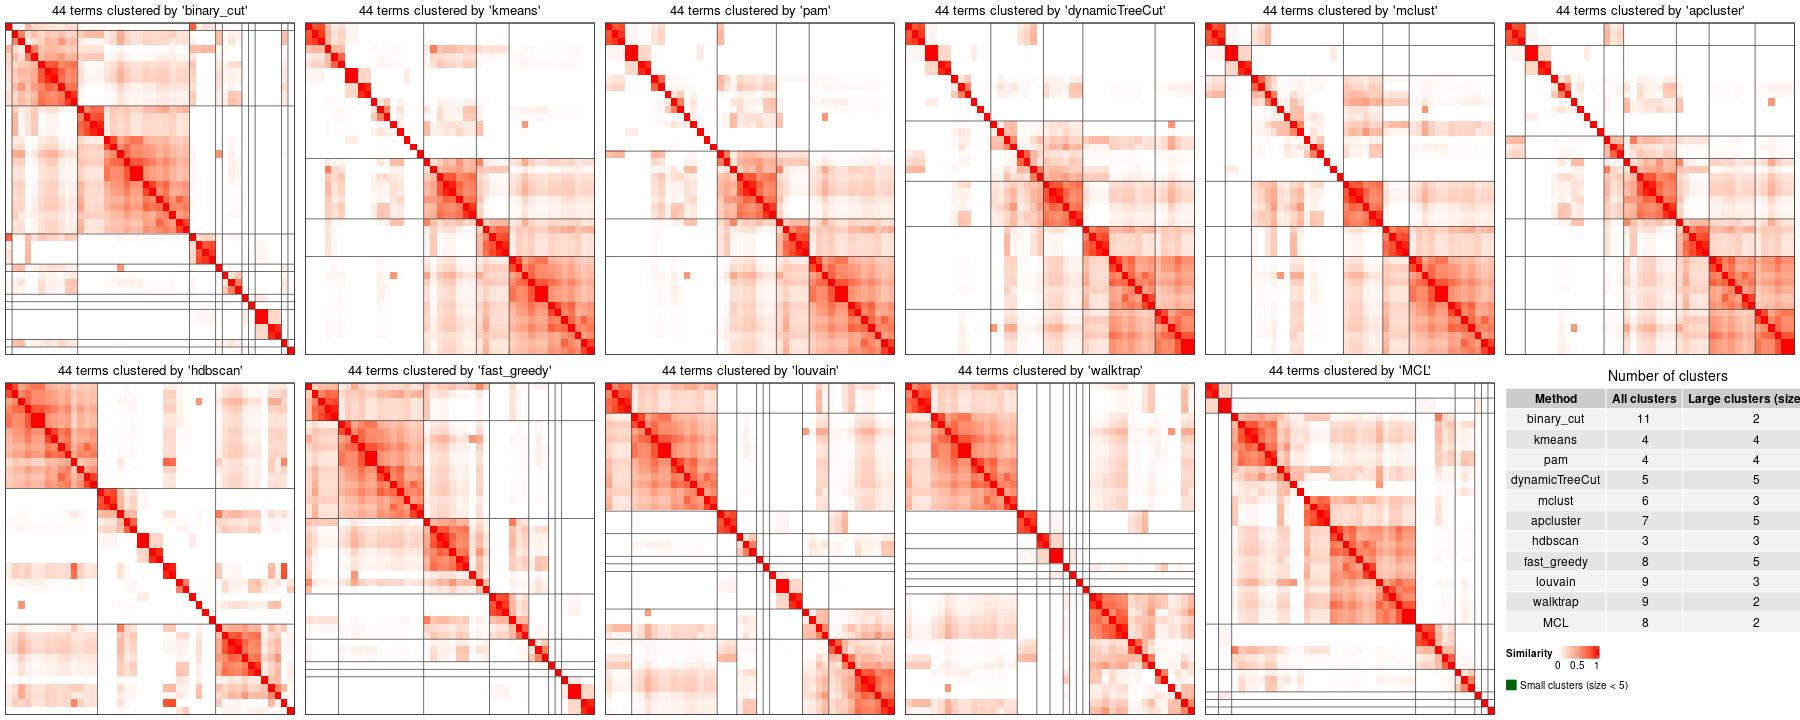 44 terms clustered by 'binary_cut'
44 terms clustered by 'kmeans'
44 terms clustered by 'pam'
44 terms clustered by 'dynamicTreeCut'
44 terms clustered by 'mclust'
44 terms clustered by 'apcluster'
44 terms clustered by 'hdbscan'
44 terms clustered by 'fast_greedy'
44 terms clustered by 'louvain'
44 terms clustered by 'walktrap'
44 terms clustered by 'MCL'
Number of clusters
Method All clusters Large clusters (size
binary_cut 11 2
kmeans 4 4
pam 4 4
dynamicTreeCut 5 5
mclust 6 3
apcluster 7 5
hdbscan 3 3
fast_greedy 8 5
louvain 9 3
walktrap 9 2
MCL 8 2
Similarity
0 0.5 1
Small clusters (size < 5)